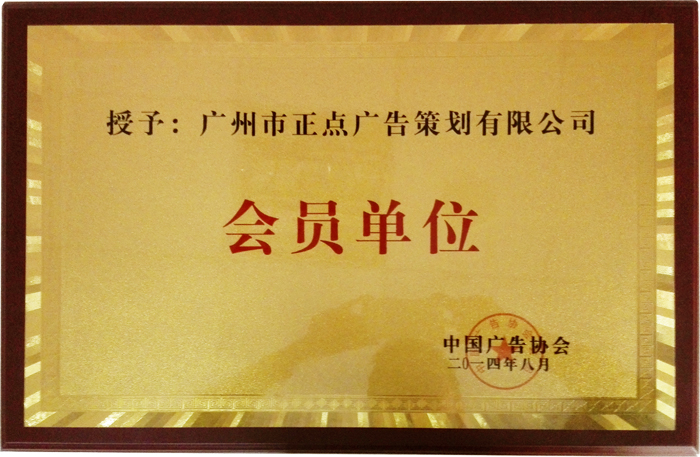 授予：广州市正点广告策划有限公司
会员单位
中国广告协会
二〇一四年八月